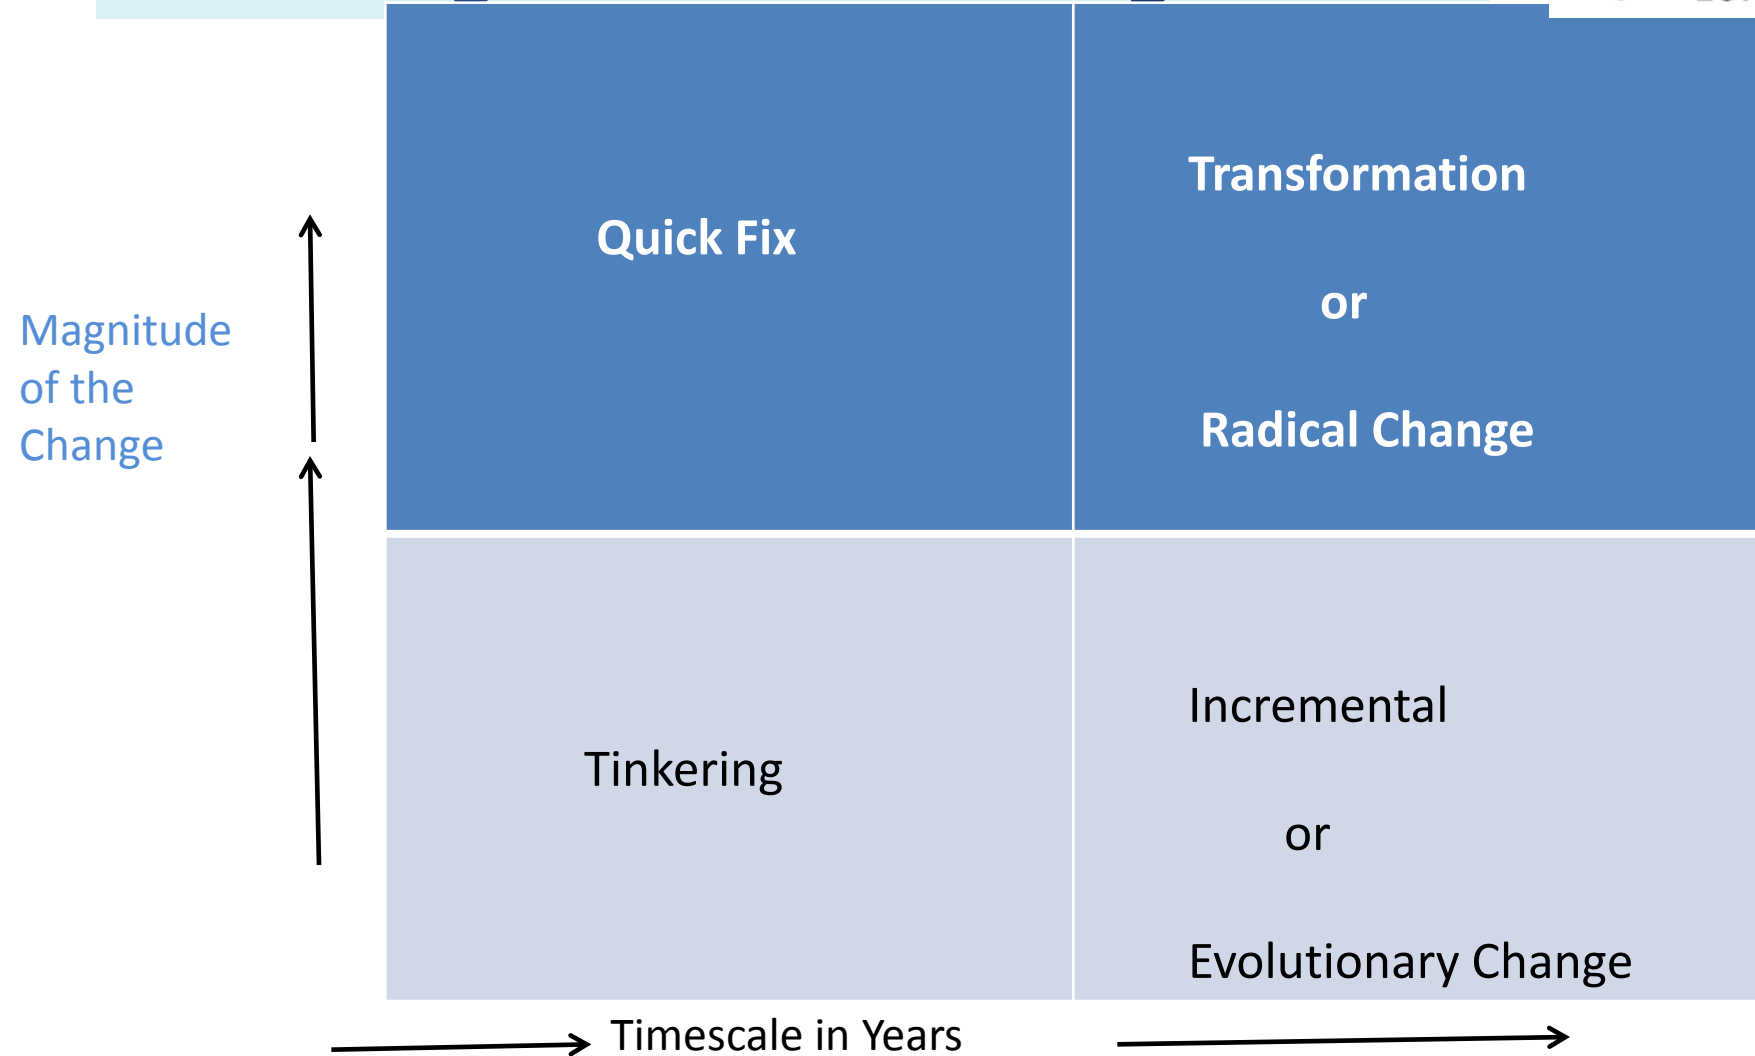 Quick Fix
Transformation
or
Radical Change
Magnitude
of the
Change
Tinkering
Incremental
or
Evolutionary Change
Timescale in Years